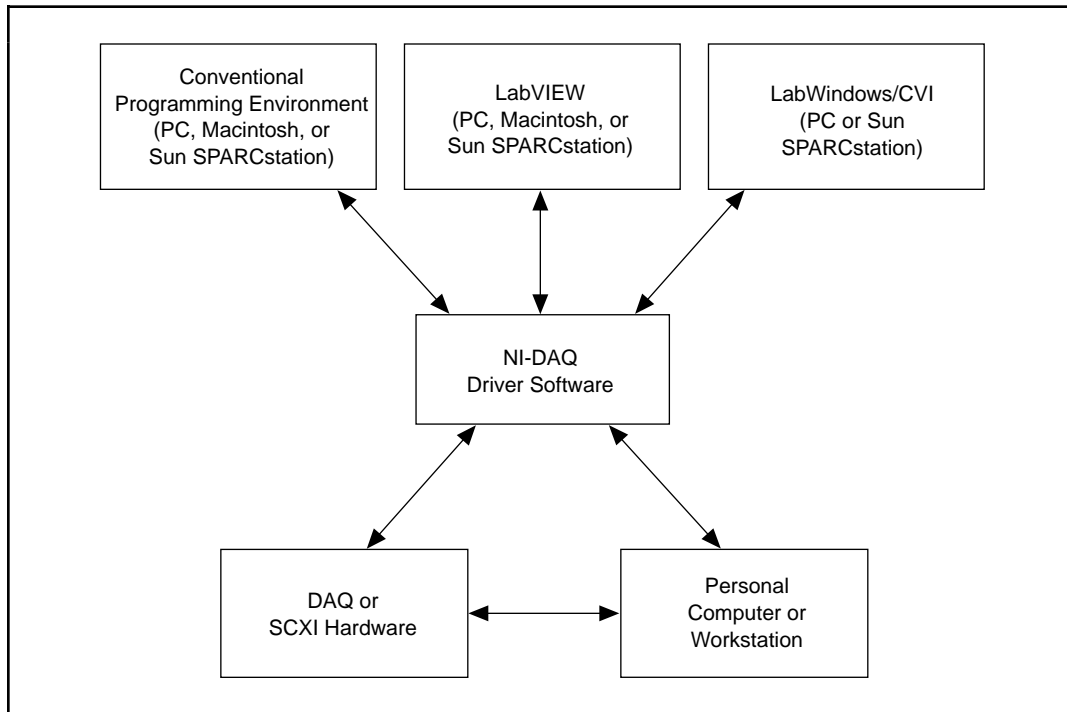 Conventional
Programming Environment
(PC, Macintosh, or
Sun SPARCstation)
LabVIEW
(PC, Macintosh, or
Sun SPARCstation)
LabWindows/CVI
(PC or Sun
SPARCstation)
NI-DAQ
Driver Software
DAQ or
SCXI Hardware
Personal
Computer or
Workstation